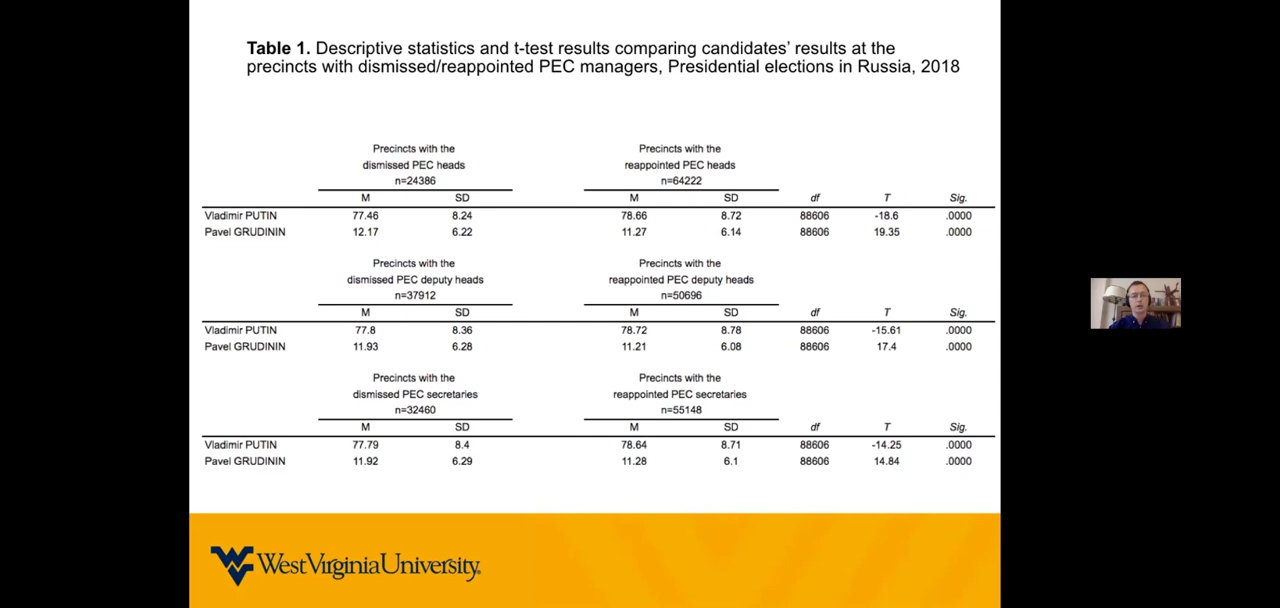 Table 1. Descriptive statistics and t-test results comparing candidates' results at the
precincts with dismissed/reappointed PEC managers, Presidential elections in Russia, 2018
Precincts with the dismissed PEC heads n=24386 Precincts with the reappointed PEC heads n=64222
M SD M SD df T Sig.
Vladimir PUTIN 77.46 8.24 78.66 8.72 88606 -18.6 .0000
Pavel GRUDININ 12.17 6.22 11.27 6.14 88606 19.35 .0000
Precincts with the dismissed PEC deputy heads n=37912 Precincts with the reappointed PEC deputy heads n=50696
M SD M SD df T Sig.
Vladimir PUTIN 77.8 8.36 78.72 8.78 88606 -15.61 .0000
Pavel GRUDININ 11.93 6.28 11.21 6.08 88606 17.4 .0000
Precincts with the dismissed PEC secretaries n=32460 Precincts with the reappointed PEC secretaries n=55148
M SD M SD df T Sig.
Vladimir PUTIN 77.79 8.4 78.64 8.71 88606 -14.25 .0000
Pavel GRUDININ 11.92 6.29 11.28 6.1 88606 14.84 .0000
WestVirginiaUniversity.